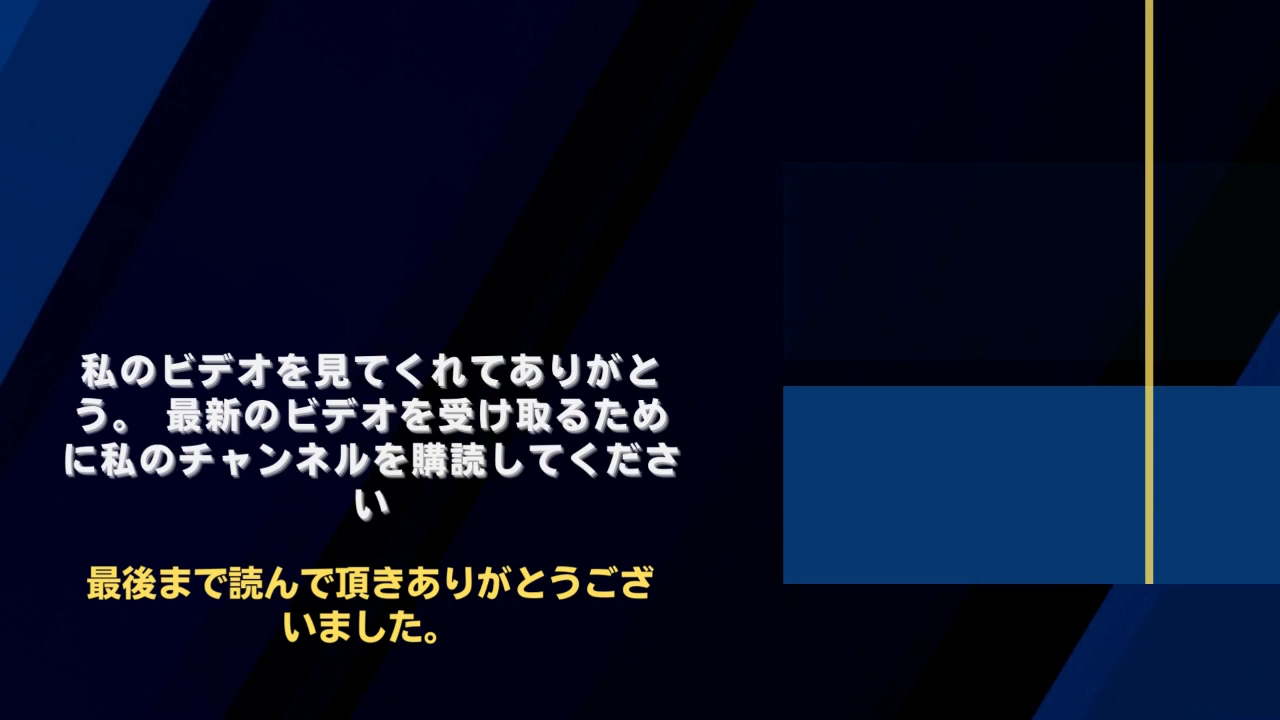 私のビデオを見てくれてありがと
う。 最新のビデオを受け取るため
に私のチャンネルを購読してくださ
い
最後まで読んで頂きありがとうござ
いました。